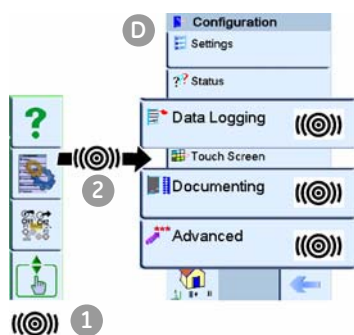 D
Configuration
Settings
?? Status
Data Logging
Touch Screen
Documenting
Advanced
?
2
1